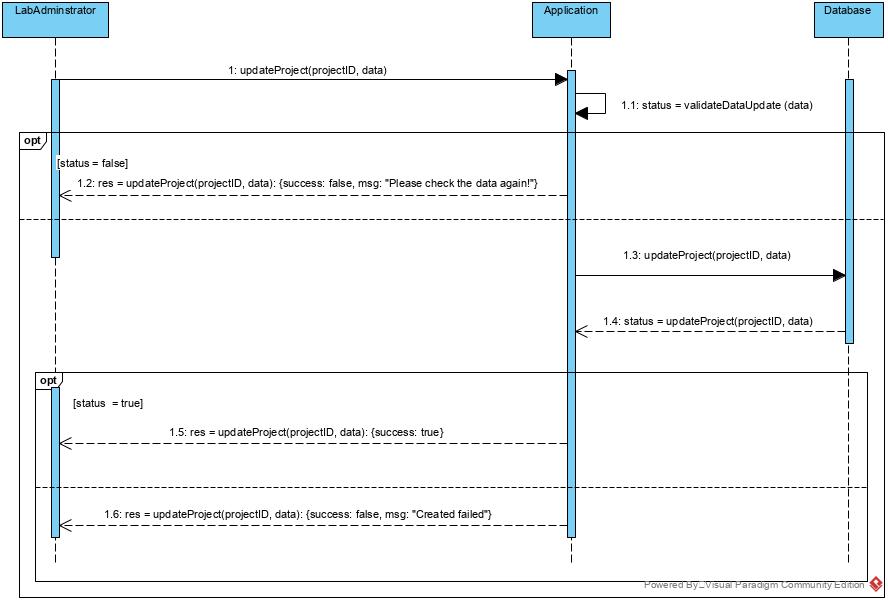 LabAdminstrator
Application
Database
1: updateProject(projectID, data)
1.1: status = validateDataUpdate (data)
opt
[status = false]
1.2: res = updateProject(projectID, data): {success: false, msg: "Please check the data again!"}
1.3: updateProject(projectID, data)
1.4: status = updateProject(projectID, data)
opt
[status  = true]
1.5: res = updateProject(projectID, data): {success: true}
1.6: res = updateProject(projectID, data): {success: false, msg: "Created failed"}
Powered By Visual Paradigm Community Edition